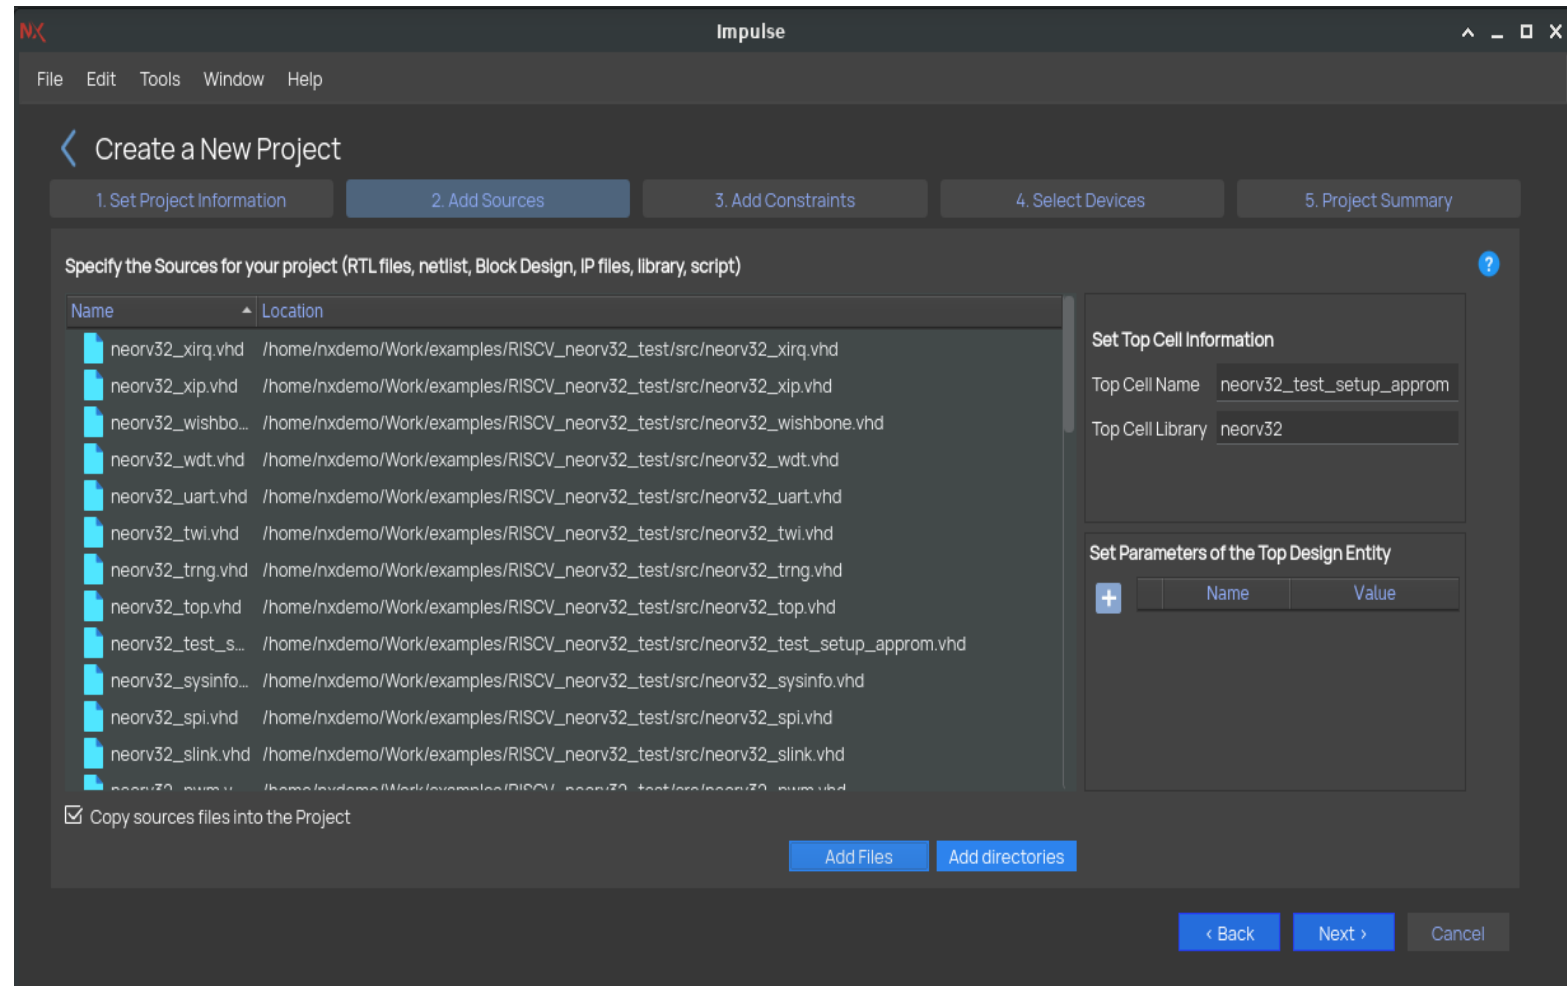 NX Impulse
File Edit Tools Window Help
Create a New Project
1. Set Project Information 2. Add Sources 3. Add Constraints 4. Select Devices 5. Project Summary
Specify the Sources for your project (RTL files, netlist, Block Design, IP files, library, script) ?
Name Location
neorv32_xirq.vhd /home/nxdemo/Work/examples/RISCV_neorv32_test/src/neorv32_xirq.vhd
neorv32_xip.vhd /home/nxdemo/Work/examples/RISCV_neorv32_test/src/neorv32_xip.vhd
neorv32_wishbo... /home/nxdemo/Work/examples/RISCV_neorv32_test/src/neorv32_wishbone.vhd
neorv32_wdt.vhd /home/nxdemo/Work/examples/RISCV_neorv32_test/src/neorv32_wdt.vhd
neorv32_uart.vhd /home/nxdemo/Work/examples/RISCV_neorv32_test/src/neorv32_uart.vhd
neorv32_twi.vhd /home/nxdemo/Work/examples/RISCV_neorv32_test/src/neorv32_twi.vhd
neorv32_trng.vhd /home/nxdemo/Work/examples/RISCV_neorv32_test/src/neorv32_trng.vhd
neorv32_top.vhd /home/nxdemo/Work/examples/RISCV_neorv32_test/src/neorv32_top.vhd
neorv32_test_s... /home/nxdemo/Work/examples/RISCV_neorv32_test/src/neorv32_test_setup_approm.vhd
neorv32_sysinfo... /home/nxdemo/Work/examples/RISCV_neorv32_test/src/neorv32_sysinfo.vhd
neorv32_spi.vhd /home/nxdemo/Work/examples/RISCV_neorv32_test/src/neorv32_spi.vhd
neorv32_slink.vhd /home/nxdemo/Work/examples/RISCV_neorv32_test/src/neorv32_slink.vhd
neorv32_pwm.v... /home/nxdemo/Work/examples/RISCV_neorv32_test/src/neorv32_pwm.vhd
Copy sources files into the Project
Add Files Add directories
Set Top Cell Information
Top Cell Name neorv32_test_setup_approm
Top Cell Library neorv32
Set Parameters of the Top Design Entity
+ Name Value
‹ Back Next › Cancel